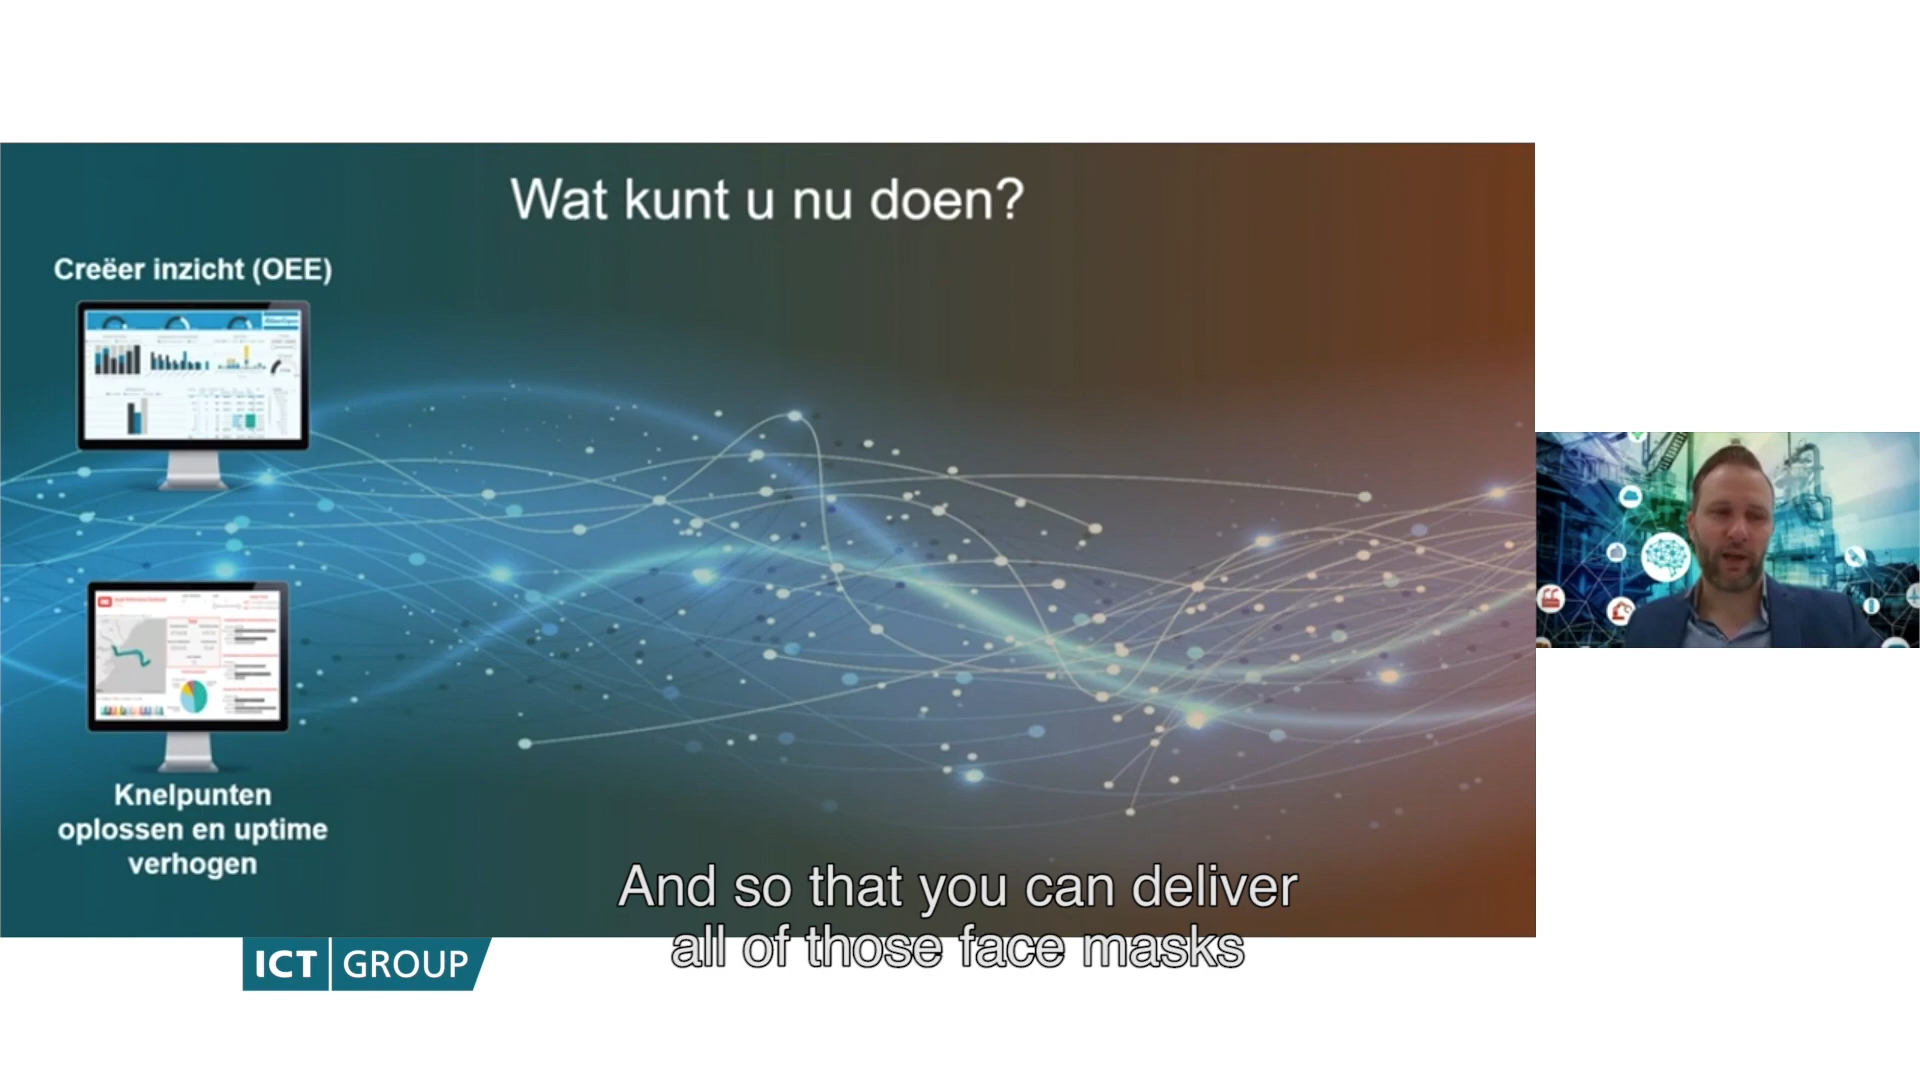 Wat kunt u nu doen?
Creëer inzicht (OEE)
Knelpunten
oplossen en uptime
verhogen
And so that you can deliver
all of those face masks
ICT GROUP